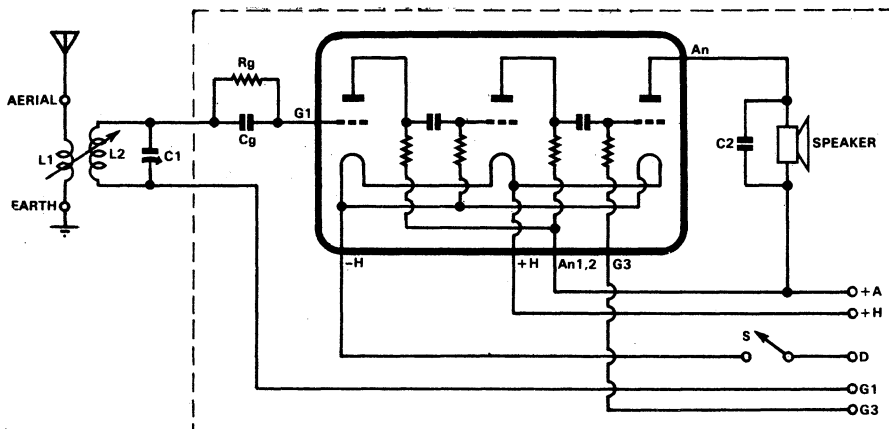 Rg
An
AERIAL
G1
Cg
L1
L2
C1
C2
SPEAKER
EARTH
−H
+H
An1,2
G3
+A
+H
S
D
G1
G3